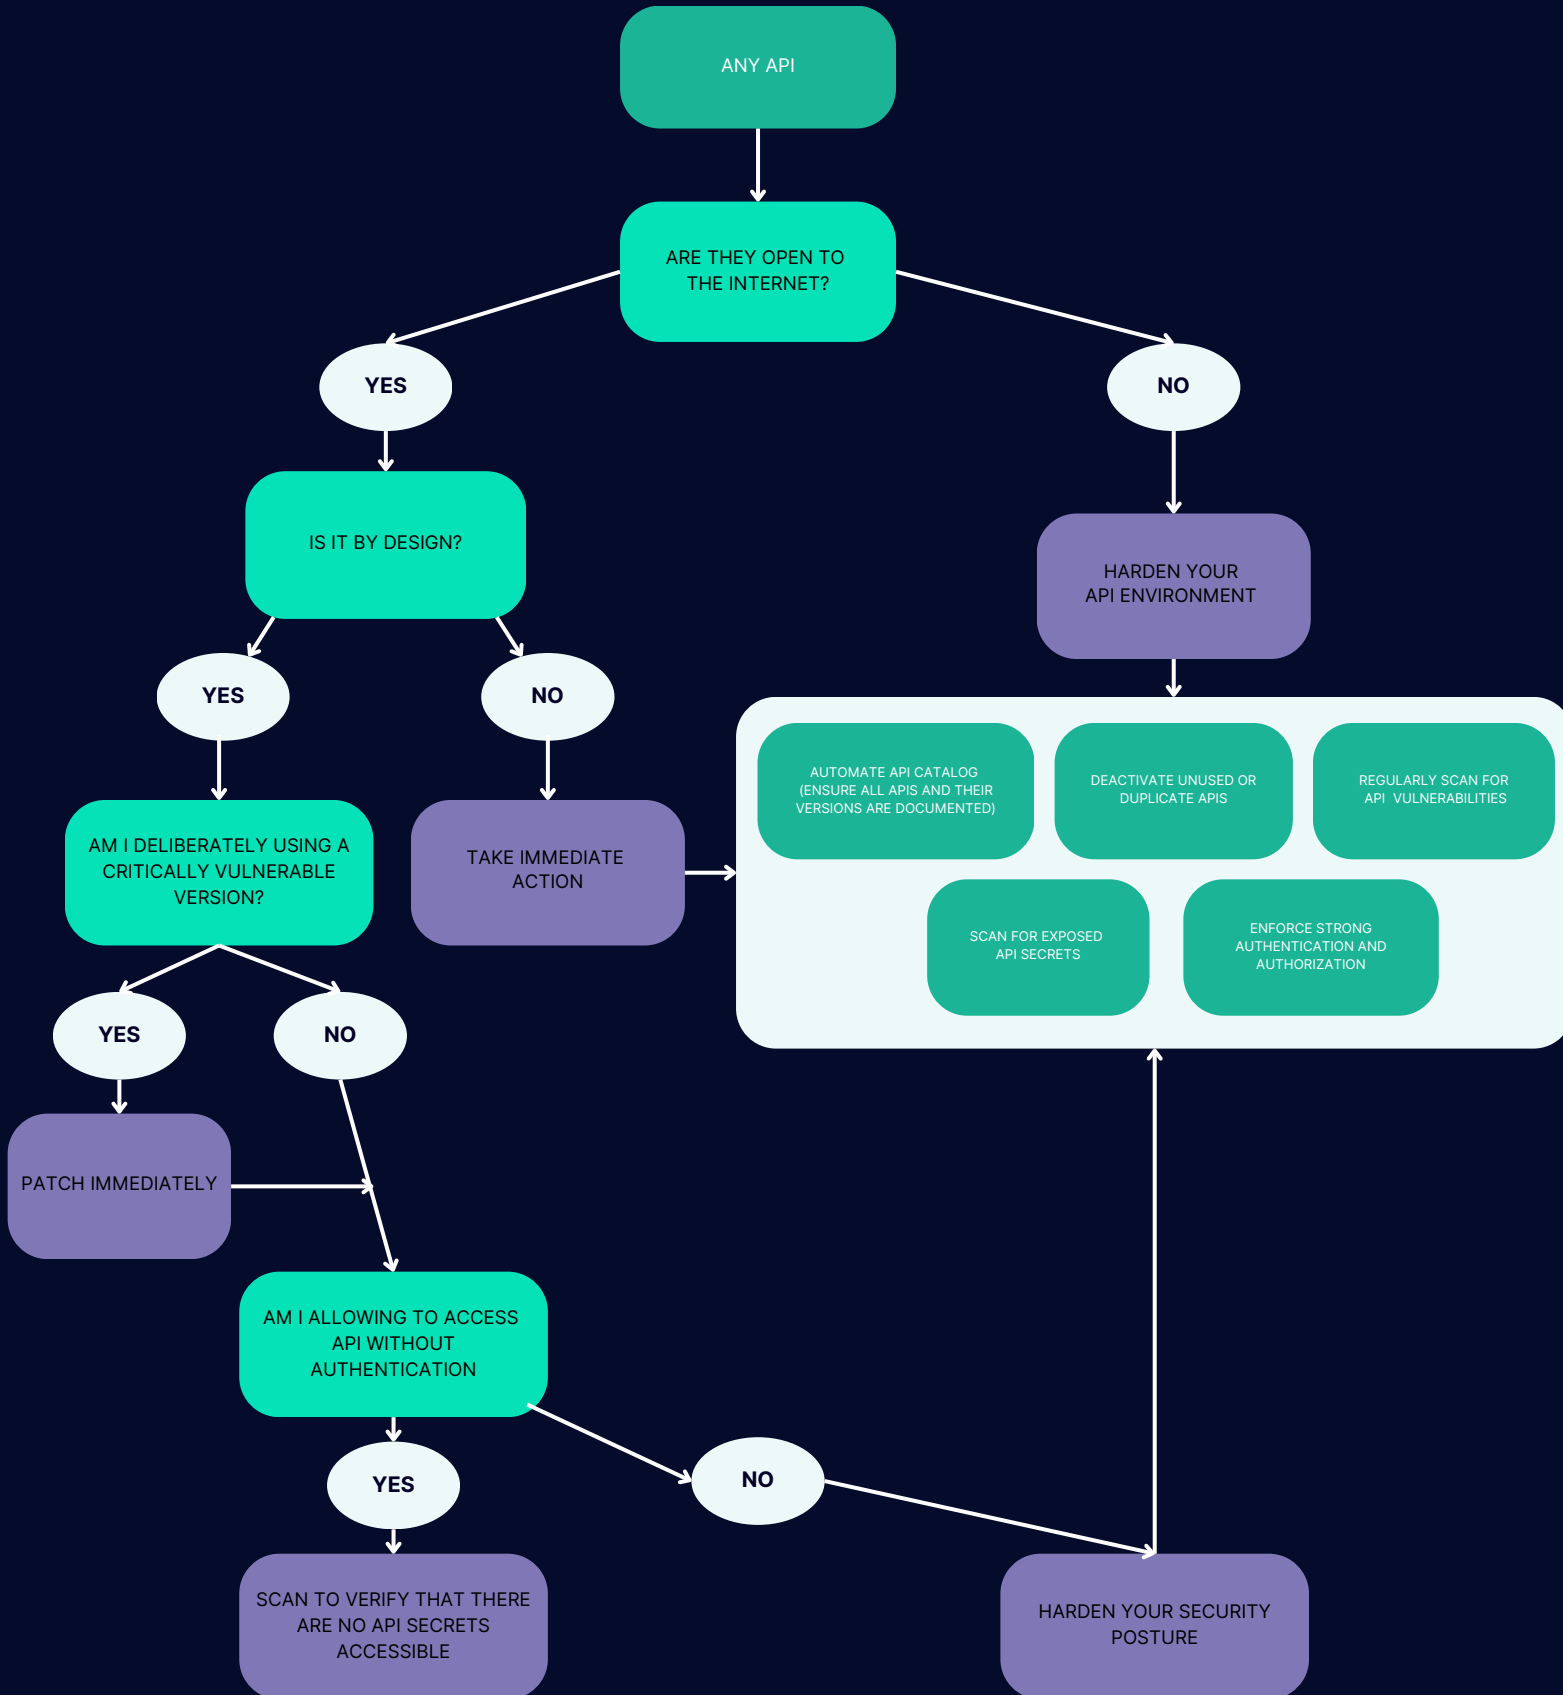 ANY API
ARE THEY OPEN TO
THE INTERNET?
YES
NO
IS IT BY DESIGN?
HARDEN YOUR
API ENVIRONMENT
YES
NO
AUTOMATE API CATALOG
(ENSURE ALL APIS AND THEIR
VERSIONS ARE DOCUMENTED)
DEACTIVATE UNUSED OR
DUPLICATE APIS
REGULARLY SCAN FOR
API VULNERABILITIES
AM I DELIBERATELY USING A
CRITICALLY VULNERABLE
VERSION?
TAKE IMMEDIATE
ACTION
SCAN FOR EXPOSED
API SECRETS
ENFORCE STRONG
AUTHENTICATION AND
AUTHORIZATION
YES
NO
PATCH IMMEDIATELY
AM I ALLOWING TO ACCESS
API WITHOUT
AUTHENTICATION
YES
NO
SCAN TO VERIFY THAT THERE
ARE NO API SECRETS
ACCESSIBLE
HARDEN YOUR SECURITY
POSTURE